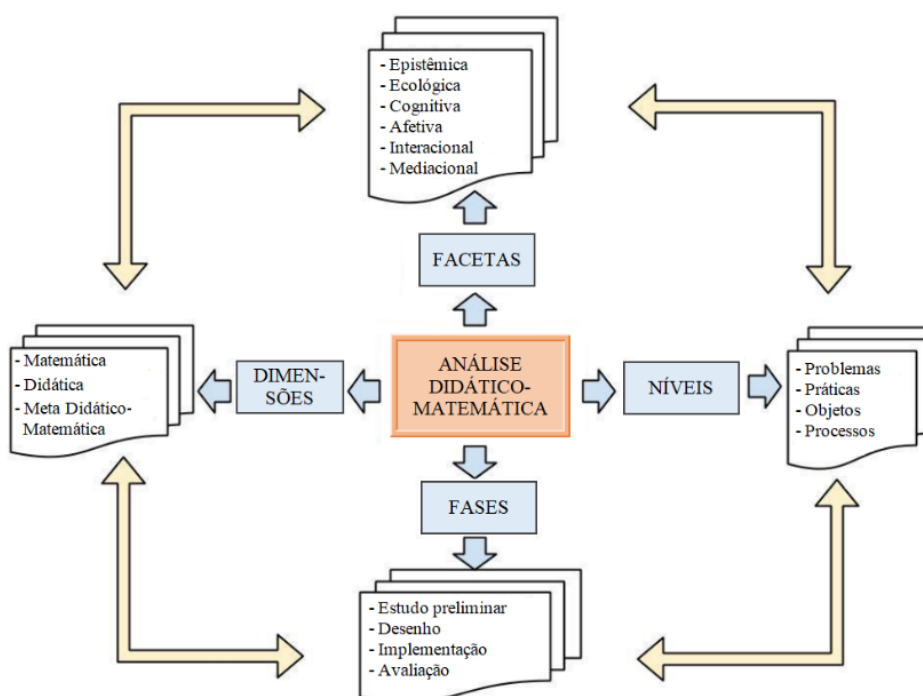 - Epistêmica
- Ecológica
- Cognitiva
- Afetiva
- Interacional
- Mediacional
FACETAS
- Matemática
- Didática
- Meta Didático-
Matemática
DIMEN-
SÕES
ANÁLISE
DIDÁTICO-
MATEMÁTICA
NÍVEIS
- Problemas
- Práticas
- Objetos
- Processos
FASES
- Estudo preliminar
- Desenho
- Implementação
- Avaliação